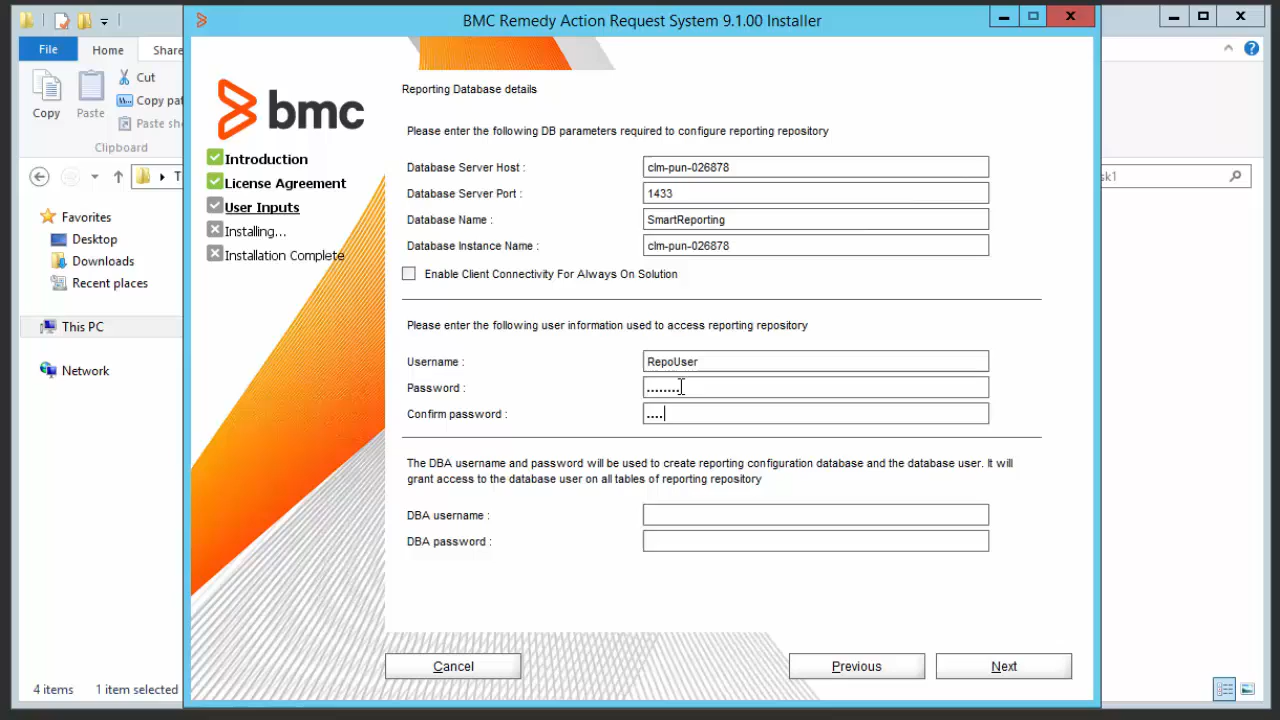 BMC Remedy Action Request System 9.1.00 Installer
File Home Share
Copy Paste Cut
Copy pat
Paste sh
Clipboard
T
sk1
Favorites
Desktop
Downloads
Recent places
This PC
Network
4 items 1 item selected
bmc
Introduction
License Agreement
User Inputs
Installing...
Installation Complete
Reporting Database details
Please enter the following DB parameters required to configure reporting repository
Database Server Host : clm-pun-026878
Database Server Port : 1433
Database Name : SmartReporting
Database Instance Name : clm-pun-026878
Enable Client Connectivity For Always On Solution
Please enter the following user information used to access reporting repository
Username : RepoUser
Password : ........
Confirm password : ....
The DBA username and password will be used to create reporting configuration database and the database user. It will
grant access to the database user on all tables of reporting repository
DBA username :
DBA password :
Cancel Previous Next